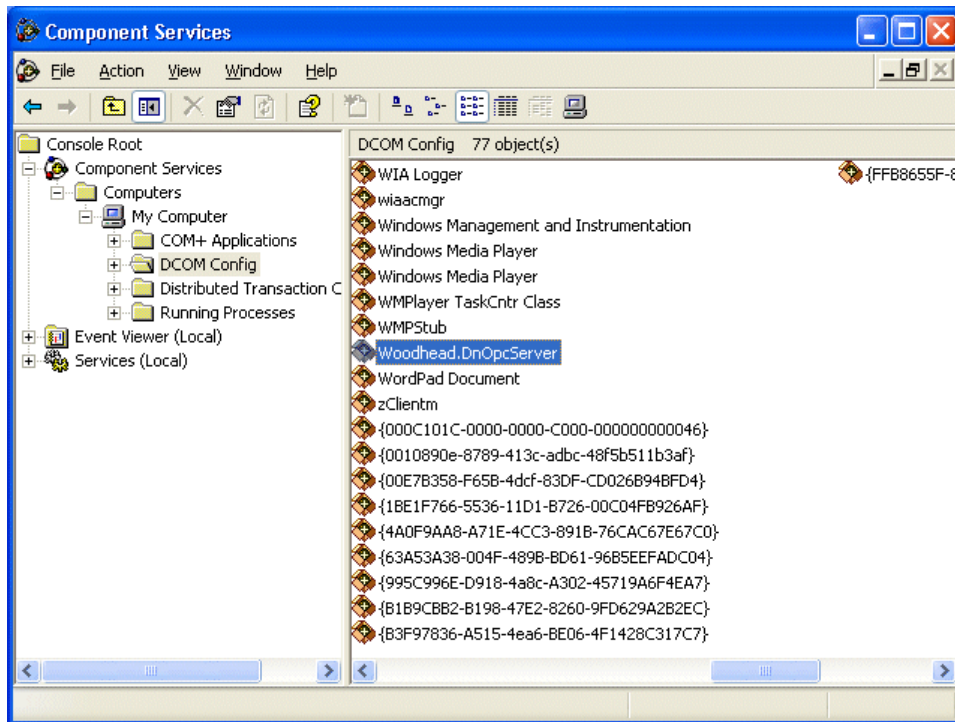 Component Services
File Action View Window Help
Console Root
Component Services
Computers
My Computer
COM+ Applications
DCOM Config
Distributed Transaction C
Running Processes
Event Viewer (Local)
Services (Local)
DCOM Config 77 object(s)
WIA Logger
wiaacmgr
Windows Management and Instrumentation
Windows Media Player
Windows Media Player
WMPlayer TaskCntr Class
WMPStub
Woodhead.DnOpcServer
WordPad Document
zClientm
{000C101C-0000-0000-C000-000000000046}
{0010890e-8789-413c-adbc-48f5b511b3af}
{00E7B358-F65B-4dcf-83DF-CD026B94BFD4}
{1BE1F766-5536-11D1-B726-00C04FB926AF}
{4A0F9AA8-A71E-4CC3-891B-76CAC67E67C0}
{63A53A38-004F-489B-BD61-96B5EEFADC04}
{995C996E-D918-4a8c-A302-45719A6F4EA7}
{B1B9CBB2-B198-47E2-8260-9FD629A2B2EC}
{B3F97836-A515-4ea6-BE06-4F1428C317C7}
{FFB8655F-8